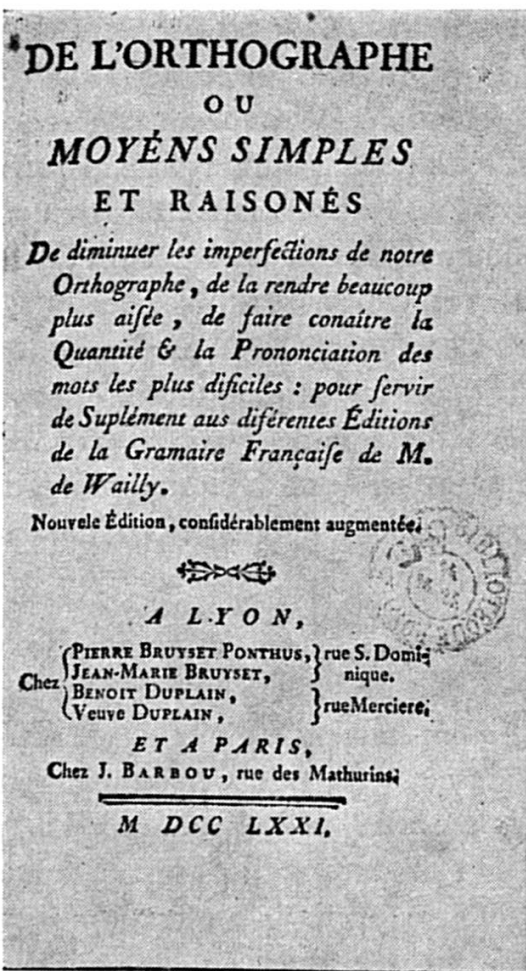 DE L'ORTHOGRAPHE
OU
MOYÉNS SIMPLES
ET RAISONÉS
De diminuer les imperfections de notre
Orthographe, de la rendre beaucoup
plus aiſée, de faire conaître la
Quantité & la Prononciation des
mots les plus dificiles : pour ſervir
de Suplément aus diférentes Éditions
de la Gramaire Françaiſe de M.
de Wailly.
Nouvele Édition, conſidérablement augmentée.
A LYON,
Chez
PIERRE BRUYSET PONTHUS, } rue S. Domi-
JEAN-MARIE BRUYSET, } nique.
BENOIT DUPLAIN,
Veuve DUPLAIN, } rue Merciere;
ET A PARIS,
Chez J. BARBOU, rue des Mathurins;
M DCC LXXI.